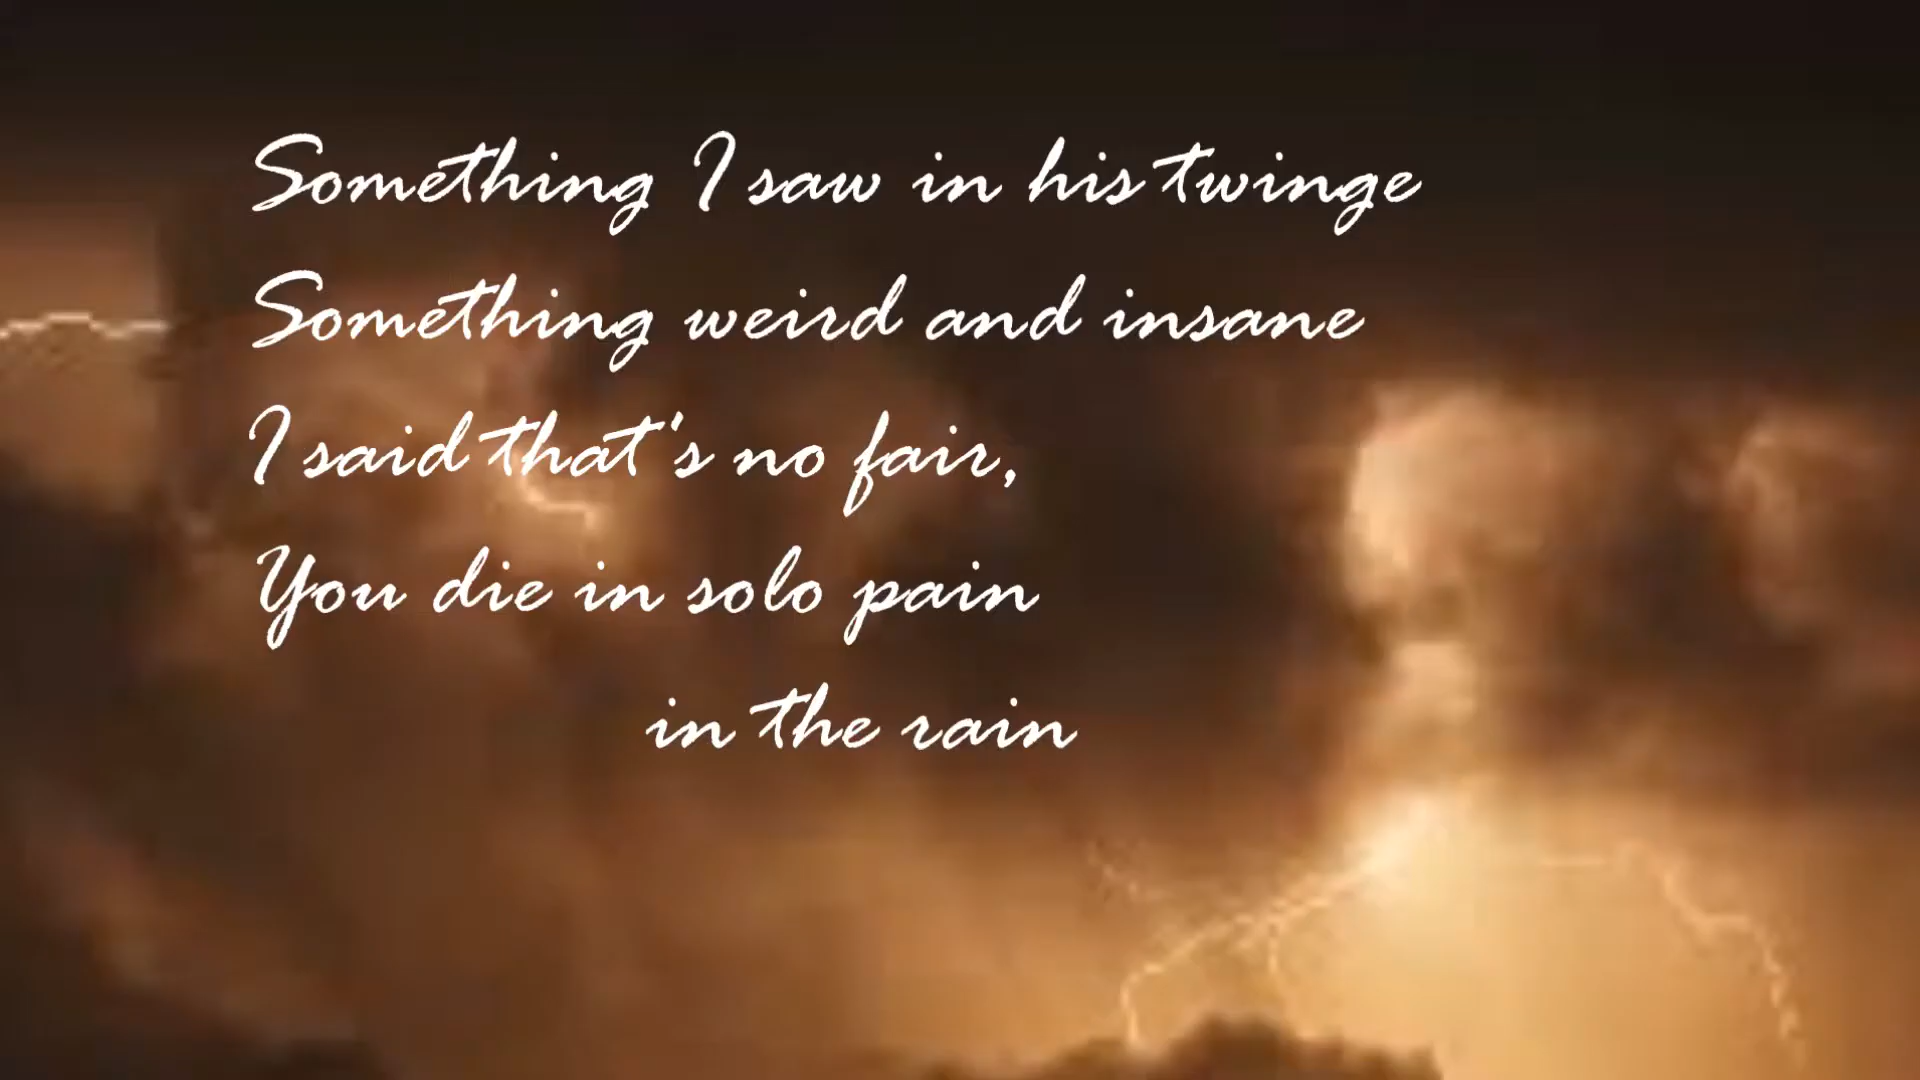 Something I saw in his twinge
Something weird and insane
I said that's no fair,
You die in solo pain
in the rain